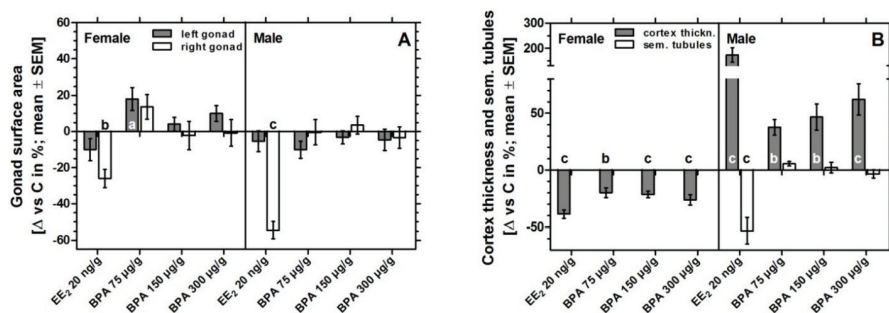 60
40
20
0
-20
-40
-60
Gonad surface area
[Δ vs C in %; mean ± SEM]
Female
left gonad
right gonad
Male
A
b
a
c
EE₂ 20 ng/g
BPA 75 µg/g
BPA 150 µg/g
BPA 300 µg/g
EE₂ 20 ng/g
BPA 75 µg/g
BPA 150 µg/g
BPA 300 µg/g
300
200
100
50
0
-50
Cortex thickness and sem. tubules
[Δ vs C in %; mean ± SEM]
Female
cortex thickn.
sem. tubules
Male
B
c b c c
c c b b c
EE₂ 20 ng/g
BPA 75 µg/g
BPA 150 µg/g
BPA 300 µg/g
EE₂ 20 ng/g
BPA 75 µg/g
BPA 150 µg/g
BPA 300 µg/g